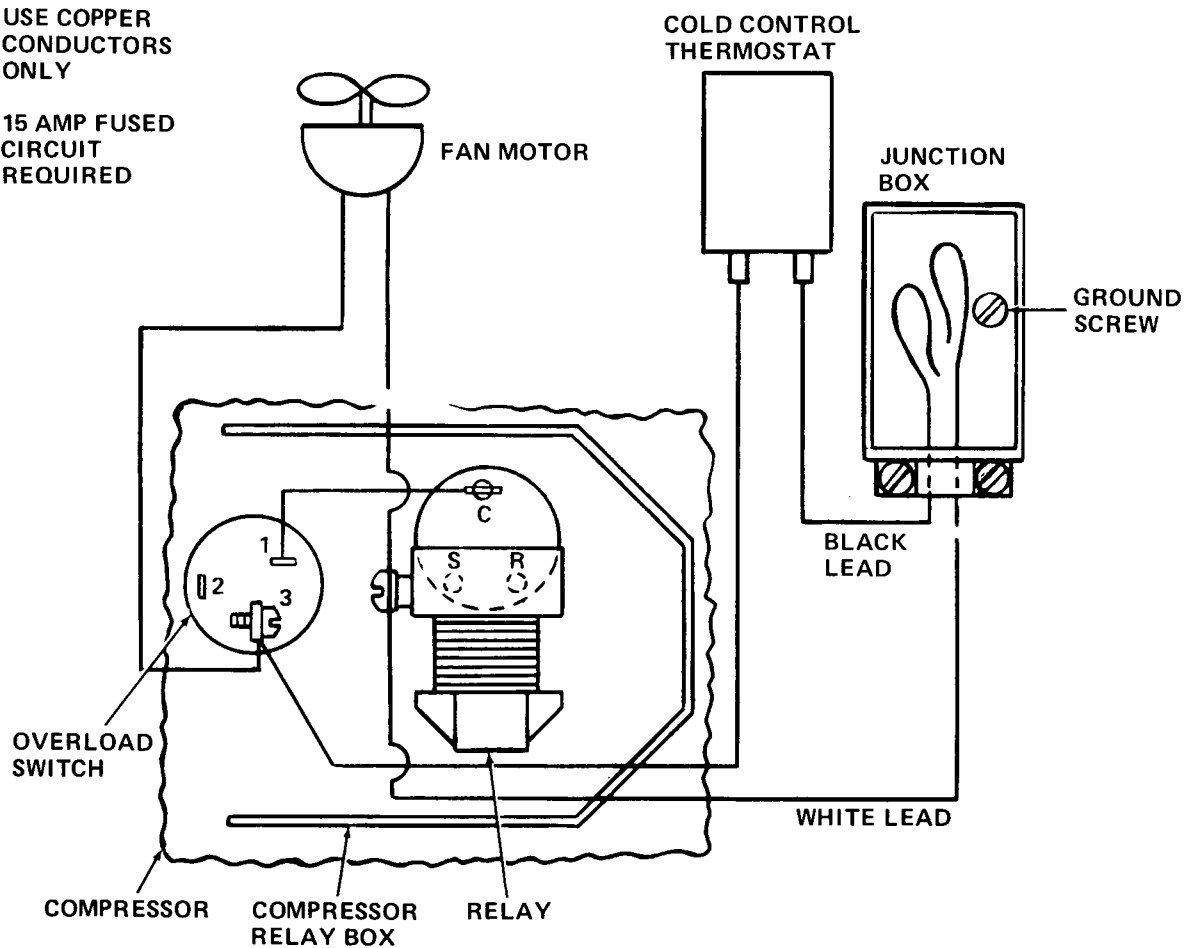 USE COPPER
CONDUCTORS
ONLY
15 AMP FUSED
CIRCUIT
REQUIRED
FAN MOTOR
COLD CONTROL
THERMOSTAT
JUNCTION
BOX
GROUND
SCREW
C
S R
1
2
3
BLACK
LEAD
OVERLOAD
SWITCH
WHITE LEAD
COMPRESSOR
COMPRESSOR
RELAY BOX
RELAY